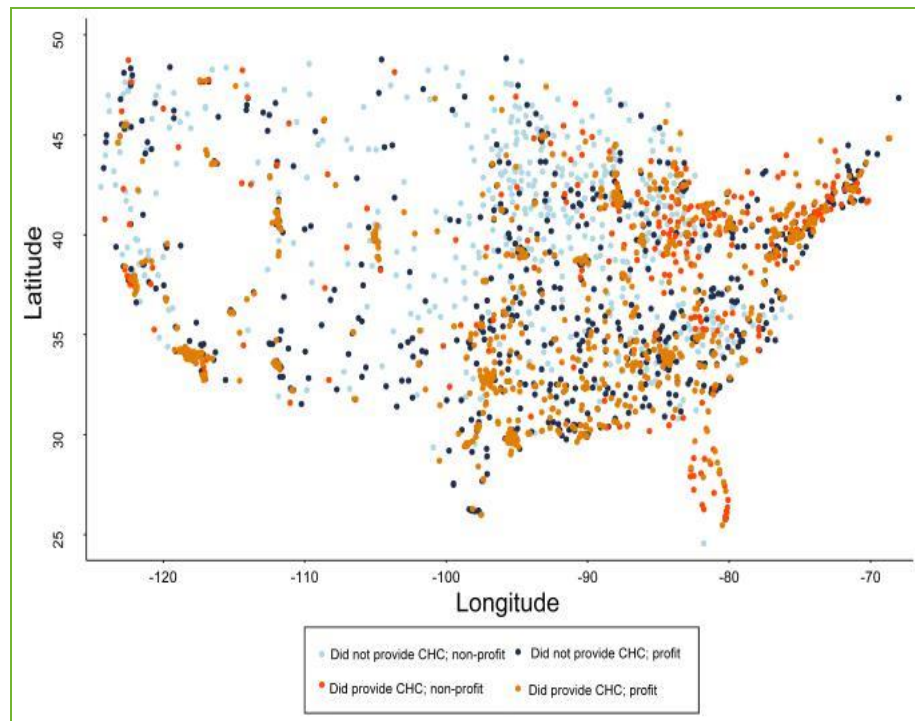 50
45
40
35
30
25
Latitude
-120 -110 -100 -90 -80 -70
Longitude
Did not provide CHC; non-profit Did not provide CHC; profit
Did provide CHC; non-profit Did provide CHC; profit